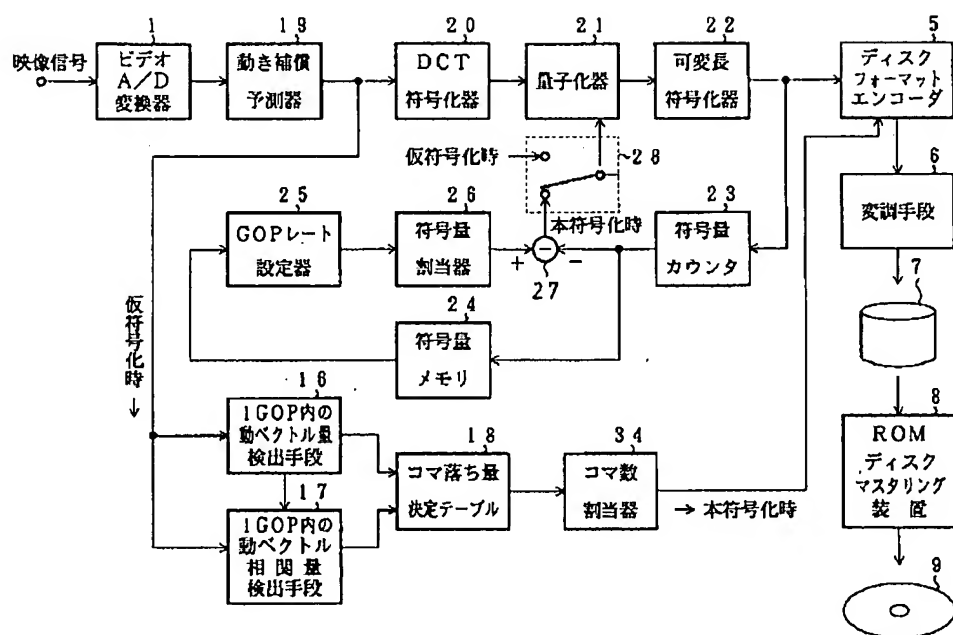 映像信号
1
ビデオ
A/D
変換器
19
動き補償
予測器
20
DCT
符号化器
21
量子化器
22
可変長
符号化器
5
ディスク
フォーマット
エンコーダ
仮符号化時
28
本符号化時
6
変調手段
25
GOPレート
設定器
26
符号量
割当器
+
−
−
27
23
符号量
カウンタ
7
仮符号化時
↓
24
符号量
メモリ
16
1GOP内の
動ベクトル量
検出手段
17
1GOP内の
動ベクトル
相関量
検出手段
18
コマ落ち量
決定テーブル
34
コマ数
割当器
→本符号化時
8
ROM
ディスク
マスタリング
装置
9